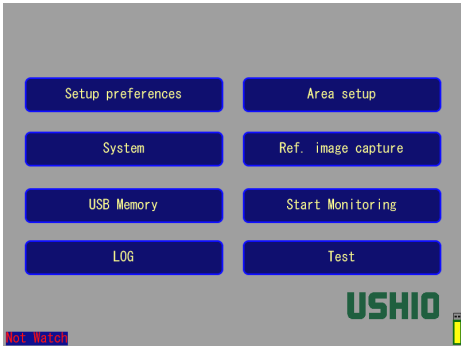 Setup preferences
Area setup
System
Ref. image capture
USB Memory
Start Monitoring
LOG
Test
USHIO
Not Watch